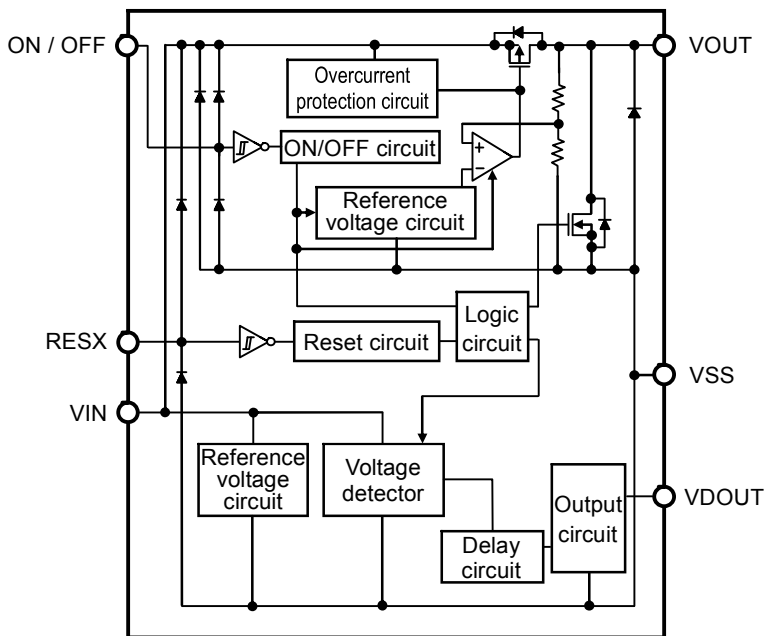 ON / OFF
VOUT
Overcurrent
protection circuit
ON/OFF circuit
+
−
Reference
voltage circuit
RESX
Reset circuit
Logic
circuit
VSS
VIN
Reference
voltage
circuit
Voltage
detector
Delay
circuit
Output
circuit
VDOUT